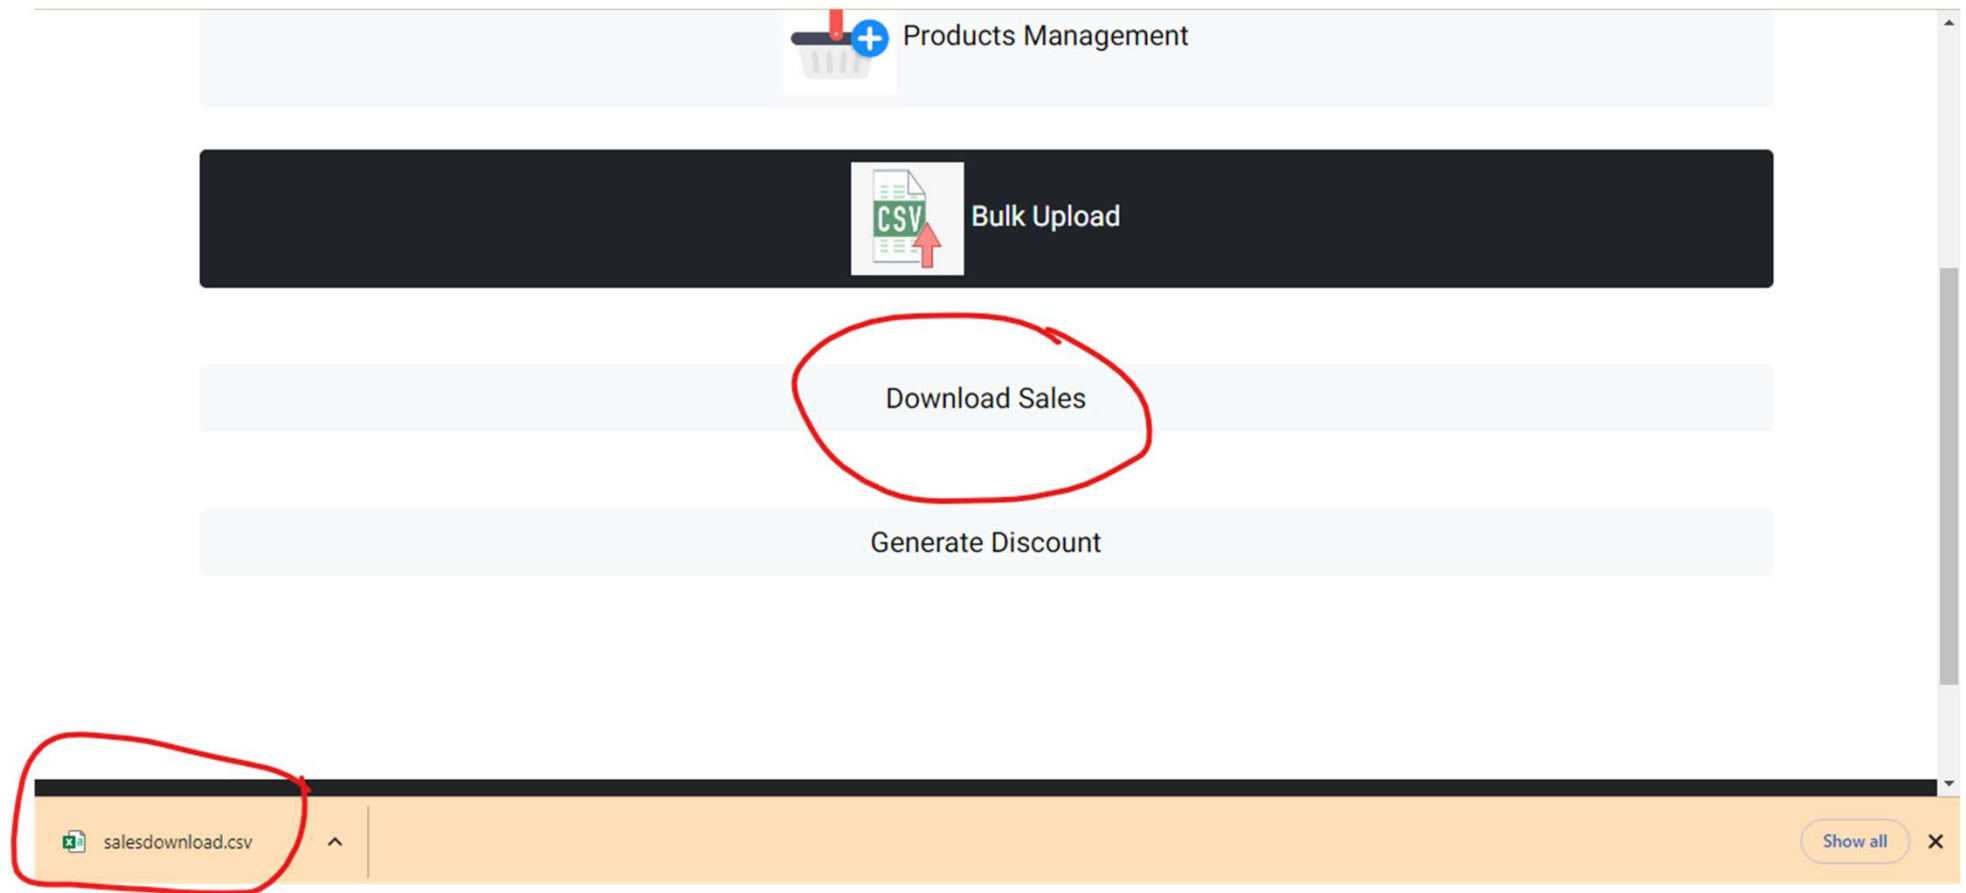 Products Management
CSV
Bulk Upload
Download Sales
Generate Discount
salesdownload.csv
Show all